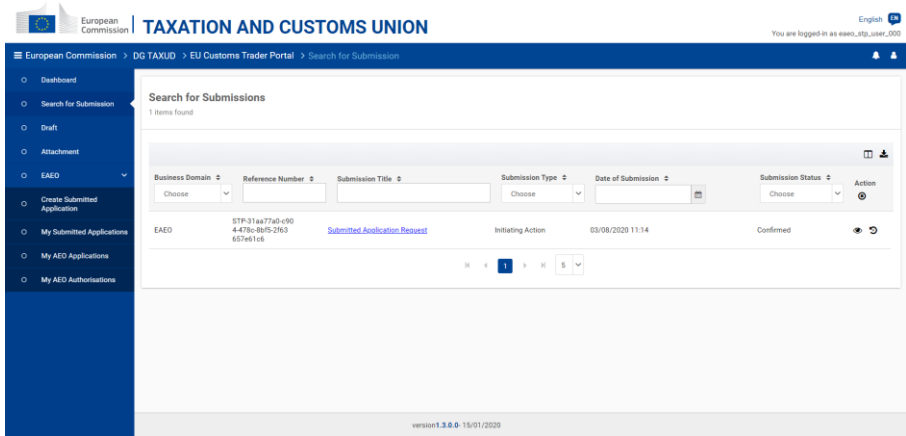 European
Commission
TAXATION AND CUSTOMS UNION
English EN
You are logged-in as eaeo_stp_user_000
European Commission > DG TAXUD > EU Customs Trader Portal > Search for Submission
Dashboard
Search for Submission
Draft
Attachment
EAEO
Create Submitted
Application
My Submitted Applications
My AEO Applications
My AEO Authorisations
Search for Submissions
1 items found
Business Domain Reference Number Submission Title Submission Type Date of Submission Submission Status Action
Choose Choose Choose
EAEO
STP-31aa77a0-c90
4-478c-8bf5-2f63
657e61c6
Submitted Application Request
Initiating Action
03/08/2020 11:14
Confirmed
1
5
version1.3.0.0- 15/01/2020